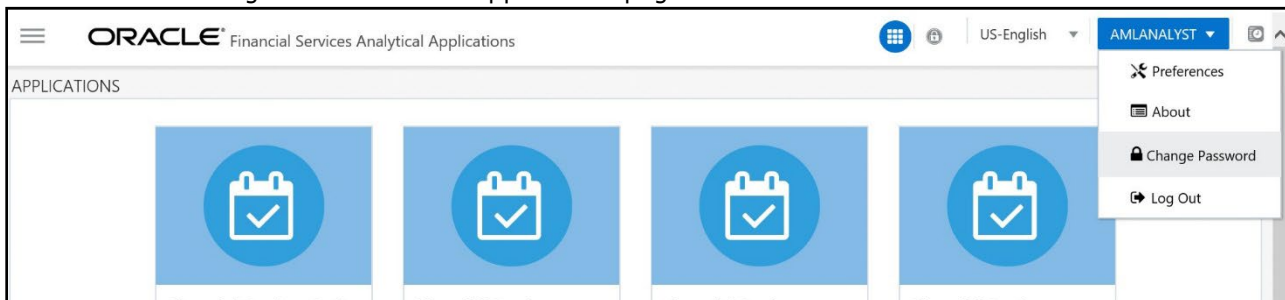 ORACLE® Financial Services Analytical Applications
US-English
AMLANALYST
APPLICATIONS
Preferences
About
Change Password
Log Out